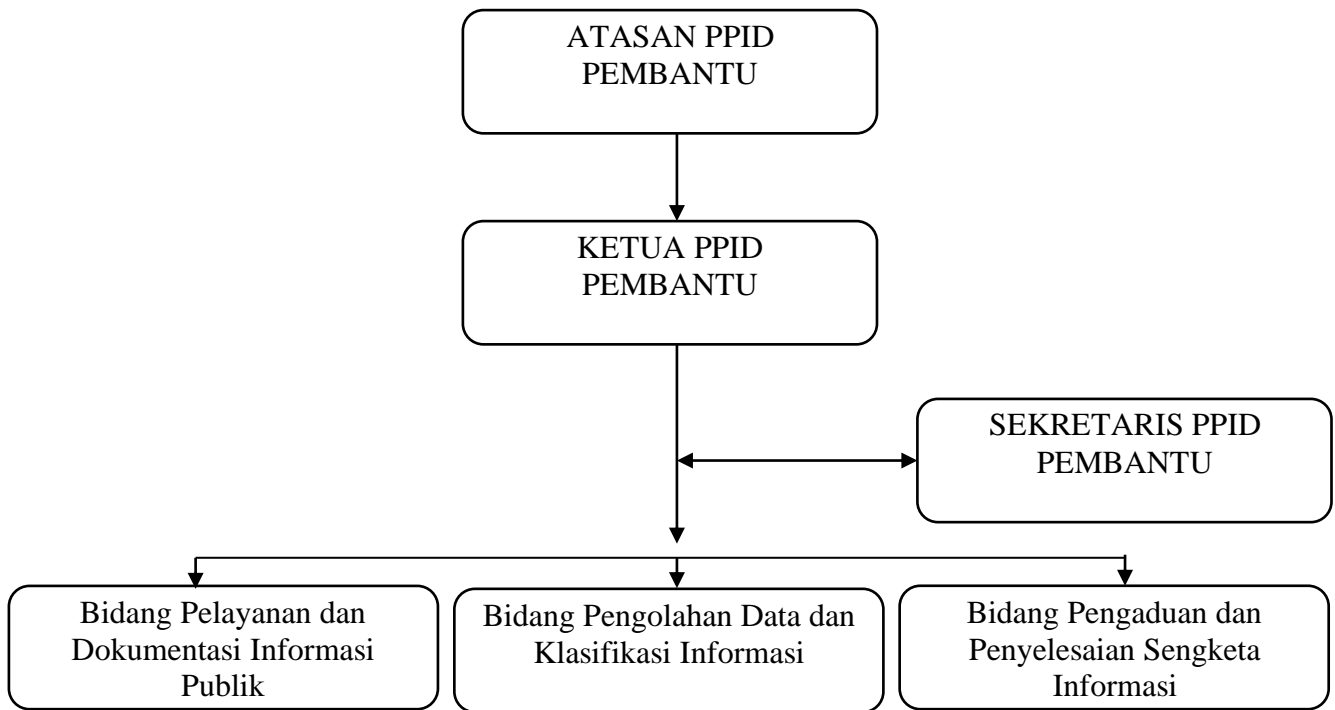 ATASAN PPID
PEMBANTU
KETUA PPID
PEMBANTU
SEKRETARIS PPID
PEMBANTU
Bidang Pelayanan dan
Dokumentasi Informasi
Publik
Bidang Pengolahan Data dan
Klasifikasi Informasi
Bidang Pengaduan dan
Penyelesaian Sengketa
Informasi